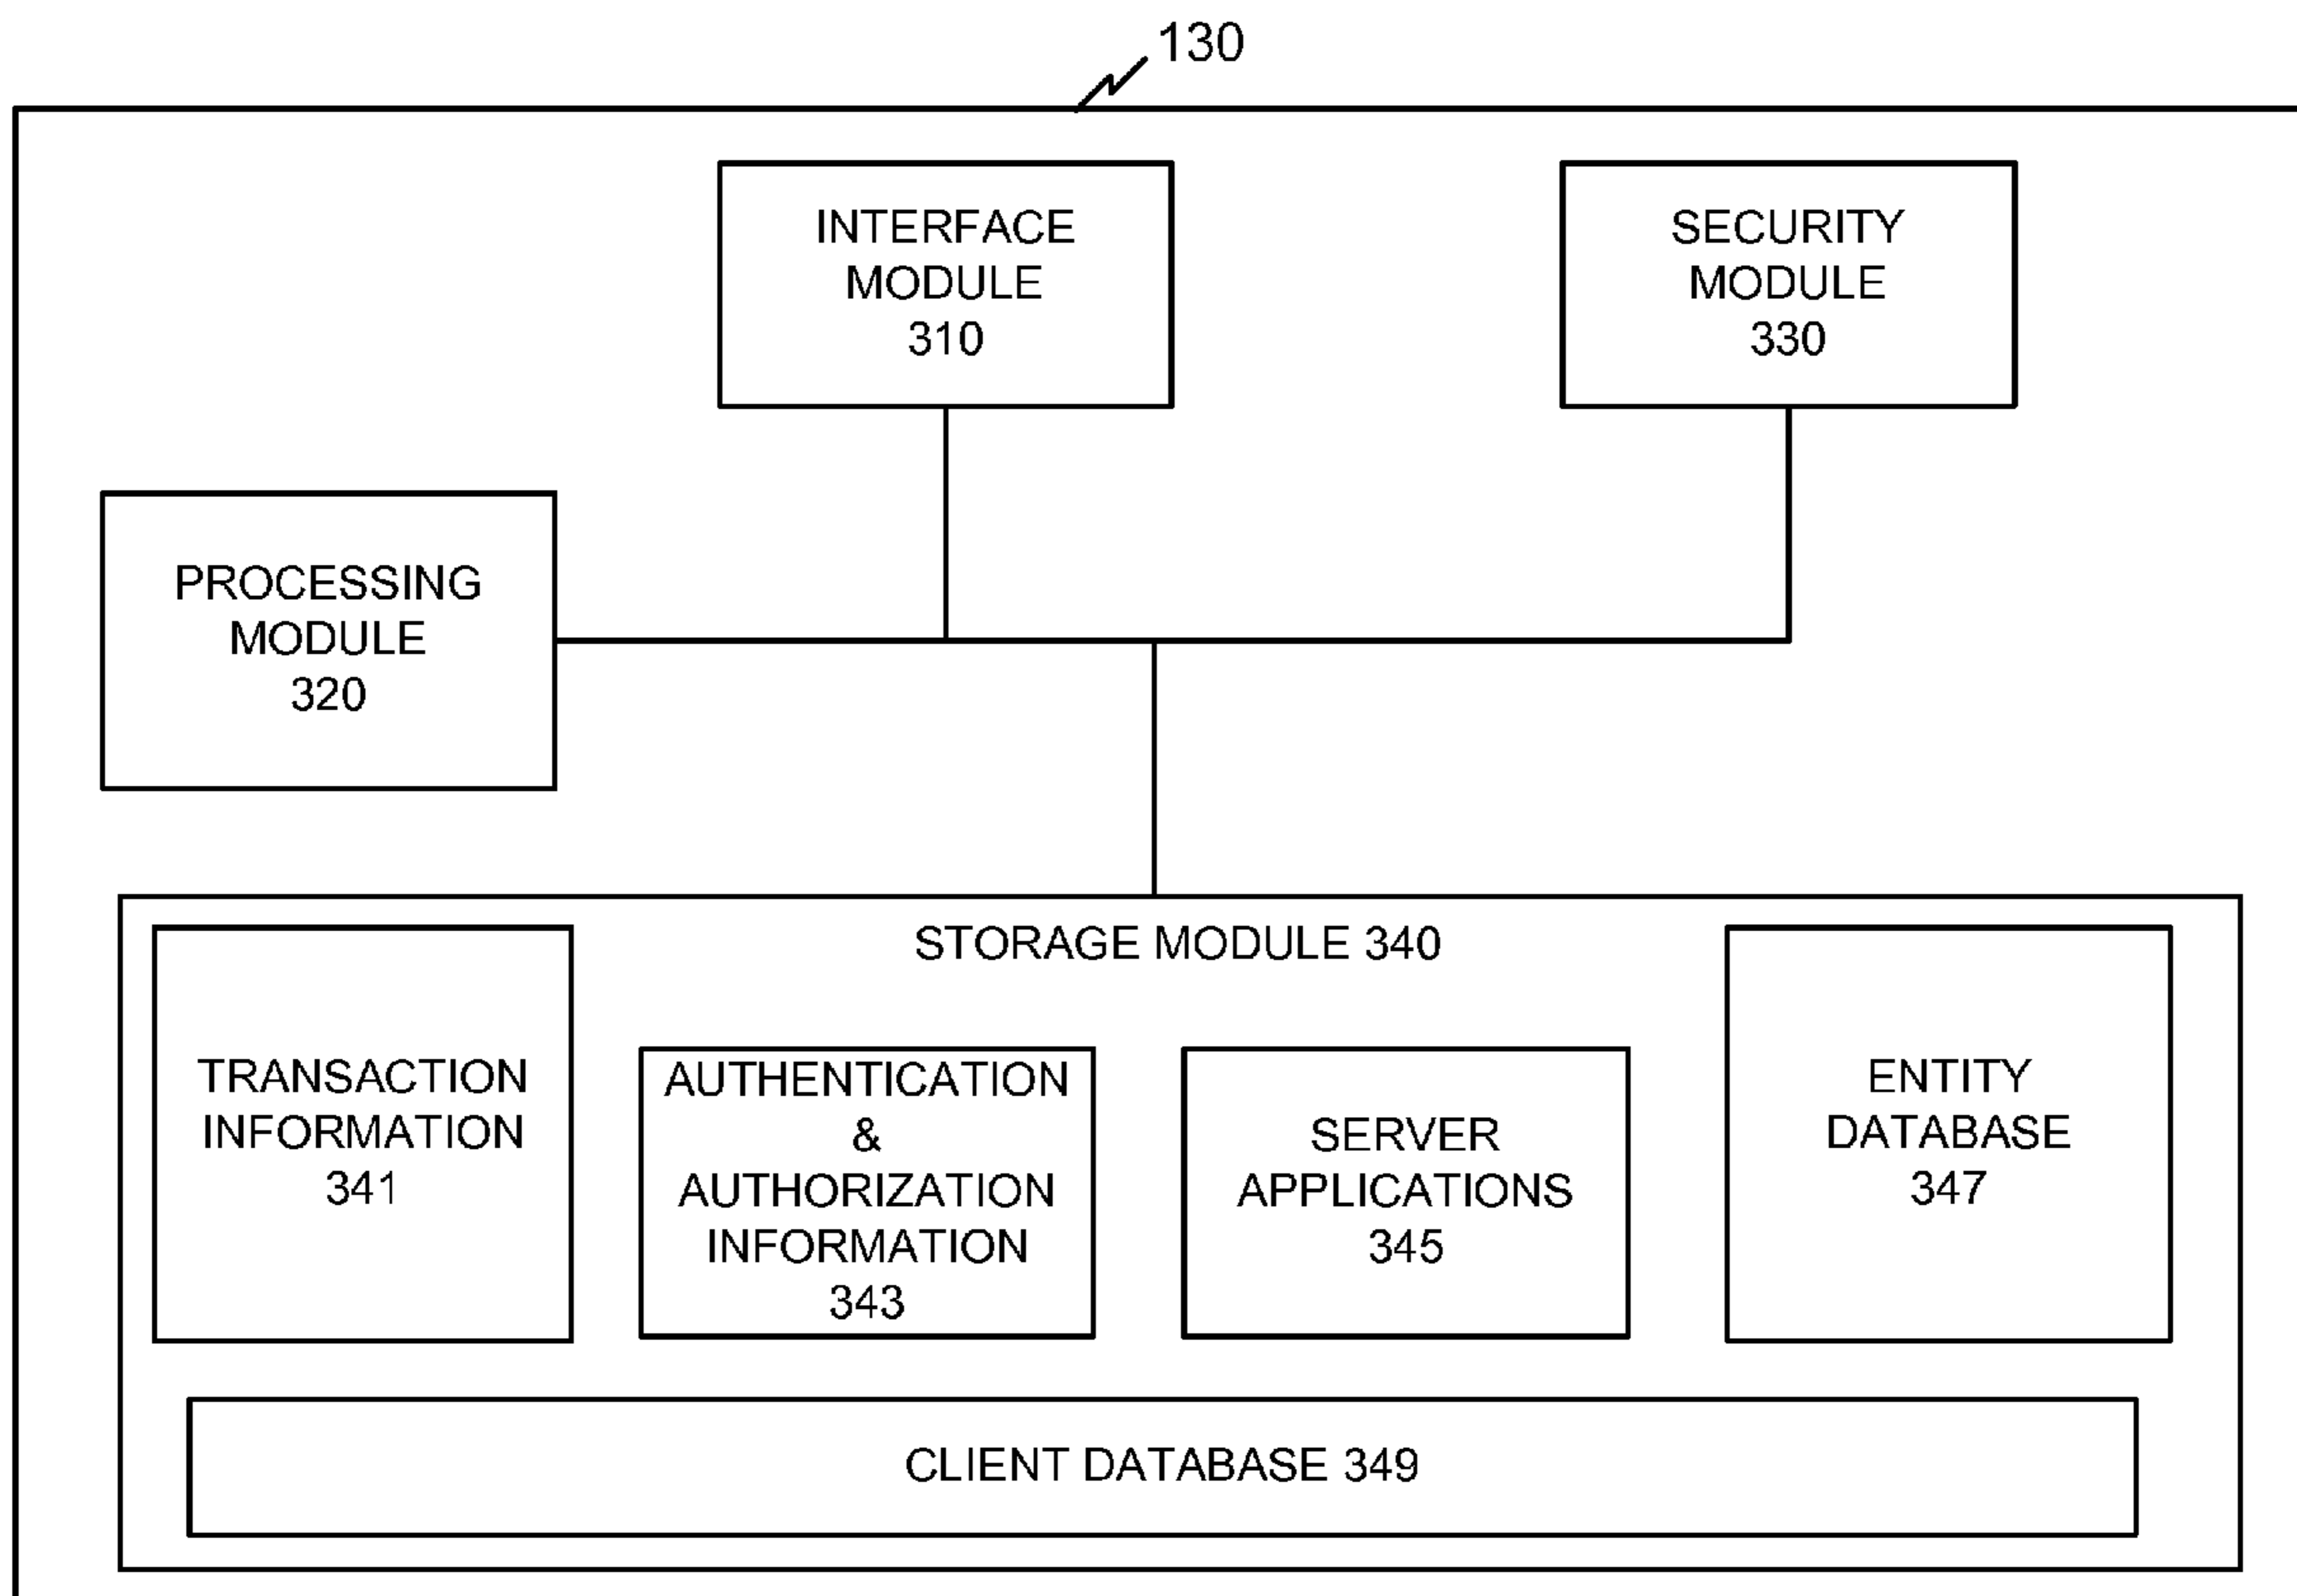 130
INTERFACE
MODULE
310
SECURITY
MODULE
330
PROCESSING
MODULE
320
STORAGE MODULE 340
TRANSACTION
INFORMATION
341
AUTHENTICATION
&
AUTHORIZATION
INFORMATION
343
SERVER
APPLICATIONS
345
ENTITY
DATABASE
347
CLIENT DATABASE 349